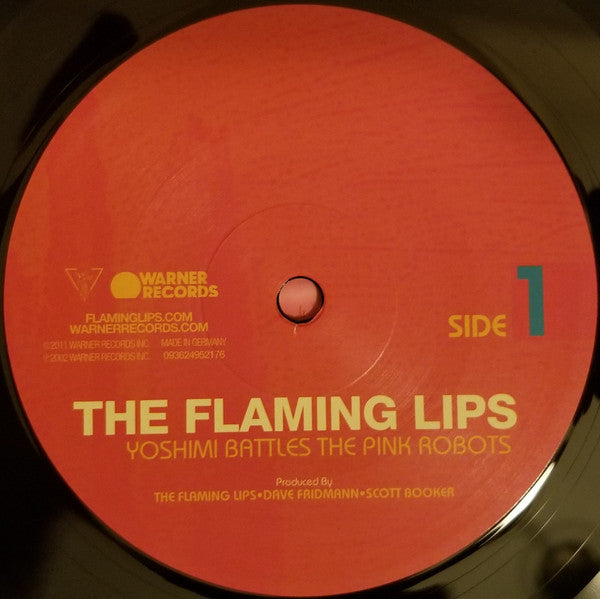 WARNER
RECORDS
FLAMINGLIPS.COM
WARNERRECORDS.COM
©2011 WARNER RECORDS INC. MADE IN GERMANY
℗2002 WARNER RECORDS INC. 093624952176
SIDE 1
THE FLAMING LIPS
YOSHIMI BATTLES THE PINK ROBOTS
Produced By
THE FLAMING LIPS•DAVE FRIDMANN•SCOTT BOOKER